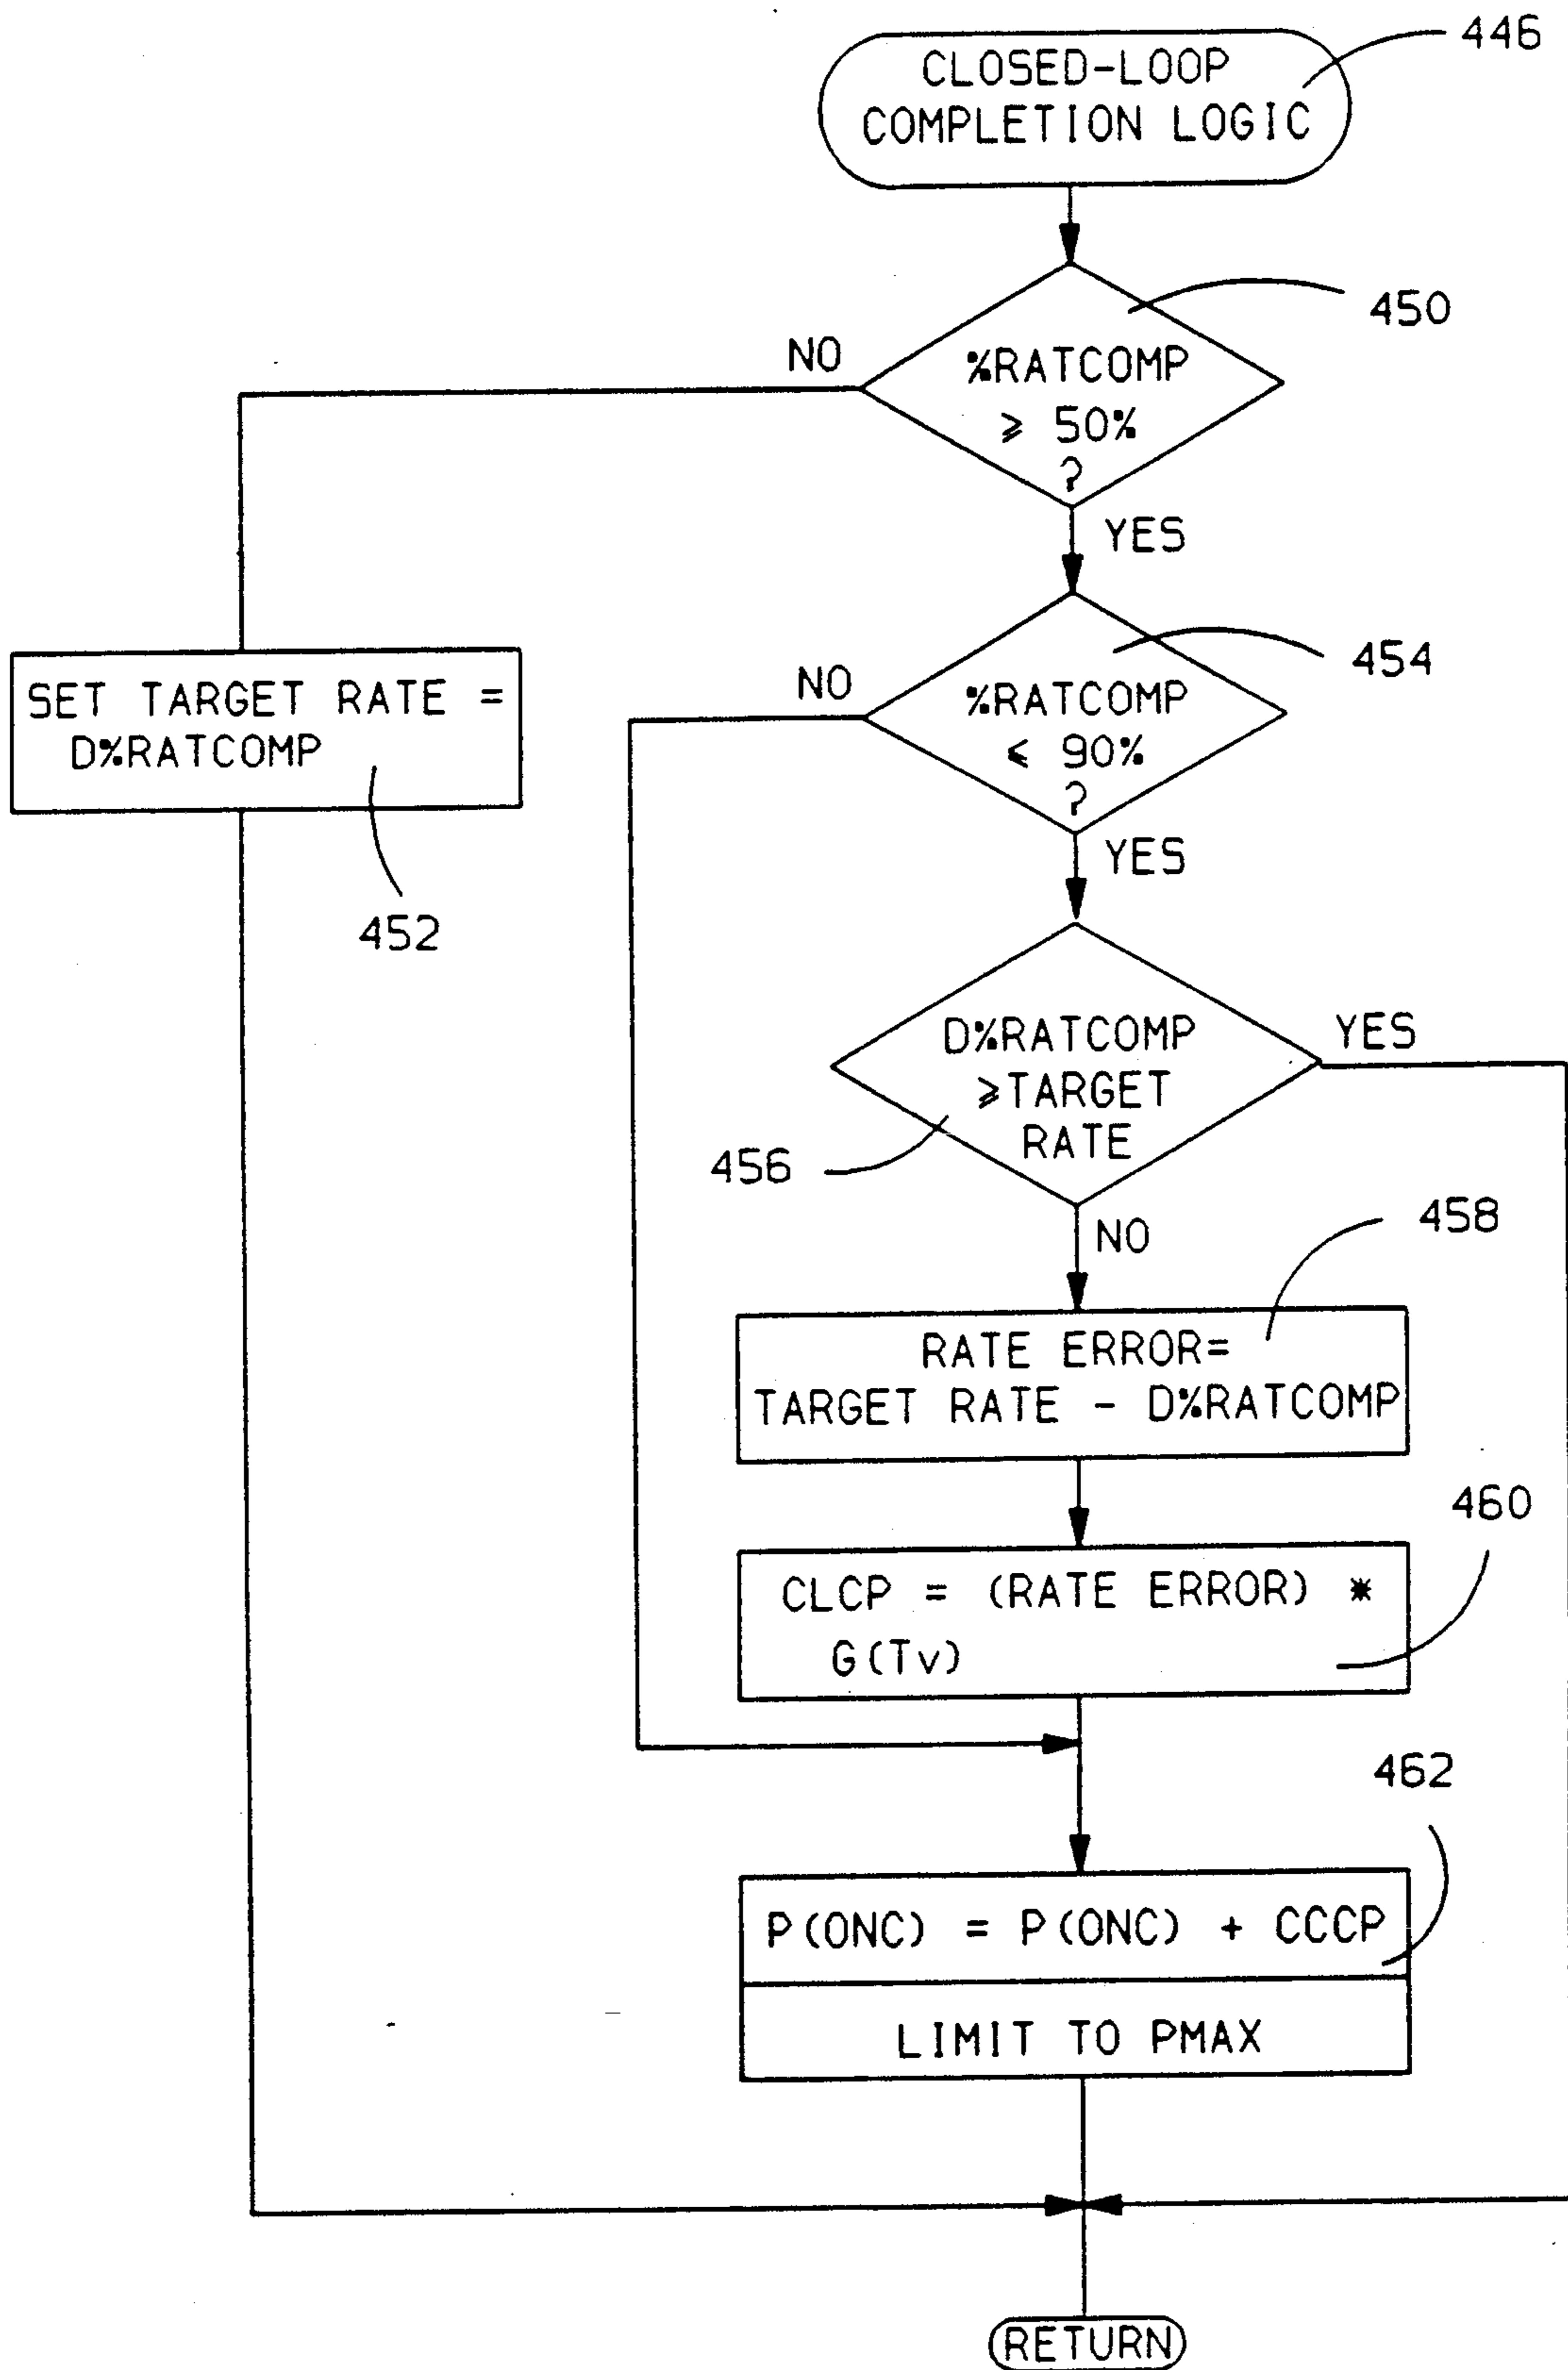 CLOSED-LOOP
COMPLETION LOGIC
446
450
NO
%RATCOMP
≥ 50%
?
YES
454
NO
%RATCOMP
≤ 90%
?
YES
SET TARGET RATE =
D%RATCOMP
452
D%RATCOMP
≥TARGET
RATE
YES
456
NO
458
RATE ERROR=
TARGET RATE - D%RATCOMP
460
CLCP = (RATE ERROR) *
G(Tv)
462
P(ONC) = P(ONC) + CCCP
LIMIT TO PMAX
RETURN